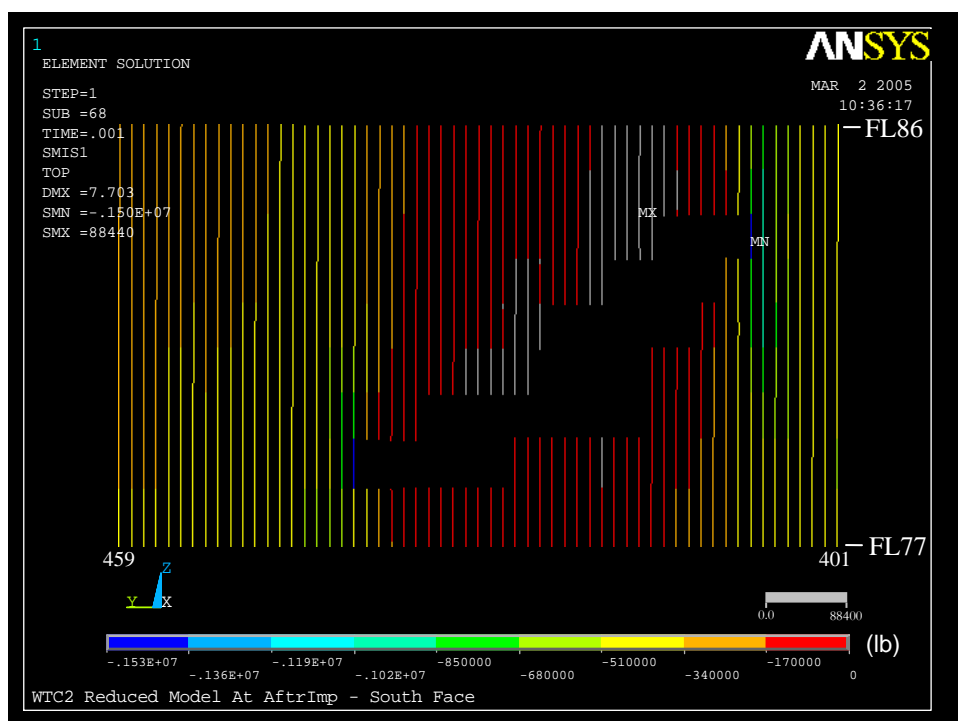 1
ANSYS
ELEMENT SOLUTION
MAR 2 2005
10:36:17
STEP=1
SUB =68
TIME=.001
SMIS1
TOP
DMX =7.703
SMN =-.150E+07
SMX =88440
FL86
MX
MN
FL77
459
401
Z
Y
X
0.0
88400
(lb)
-.153E+07
-.119E+07
-850000
-510000
-170000
-.136E+07
-.102E+07
-680000
-340000
0
WTC2 Reduced Model At AftrImp - South Face